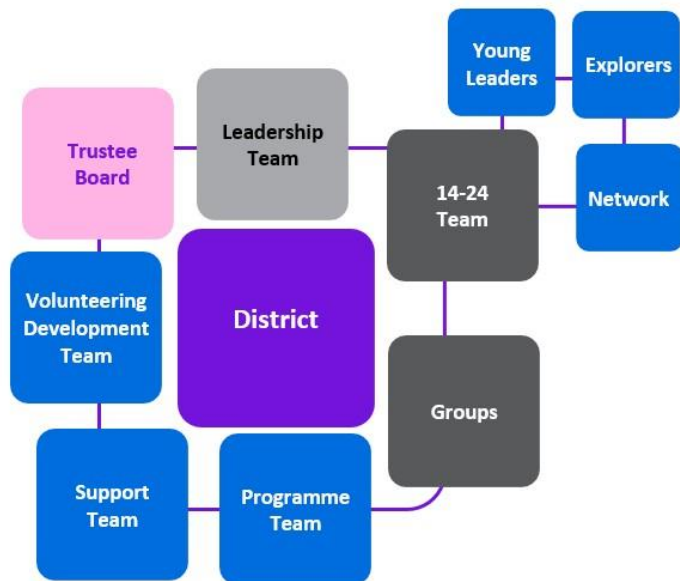 Young
Leaders
Explorers
Trustee
Board
Leadership
Team
14-24
Team
Network
Volunteering
Development
Team
District
Groups
Support
Team
Programme
Team